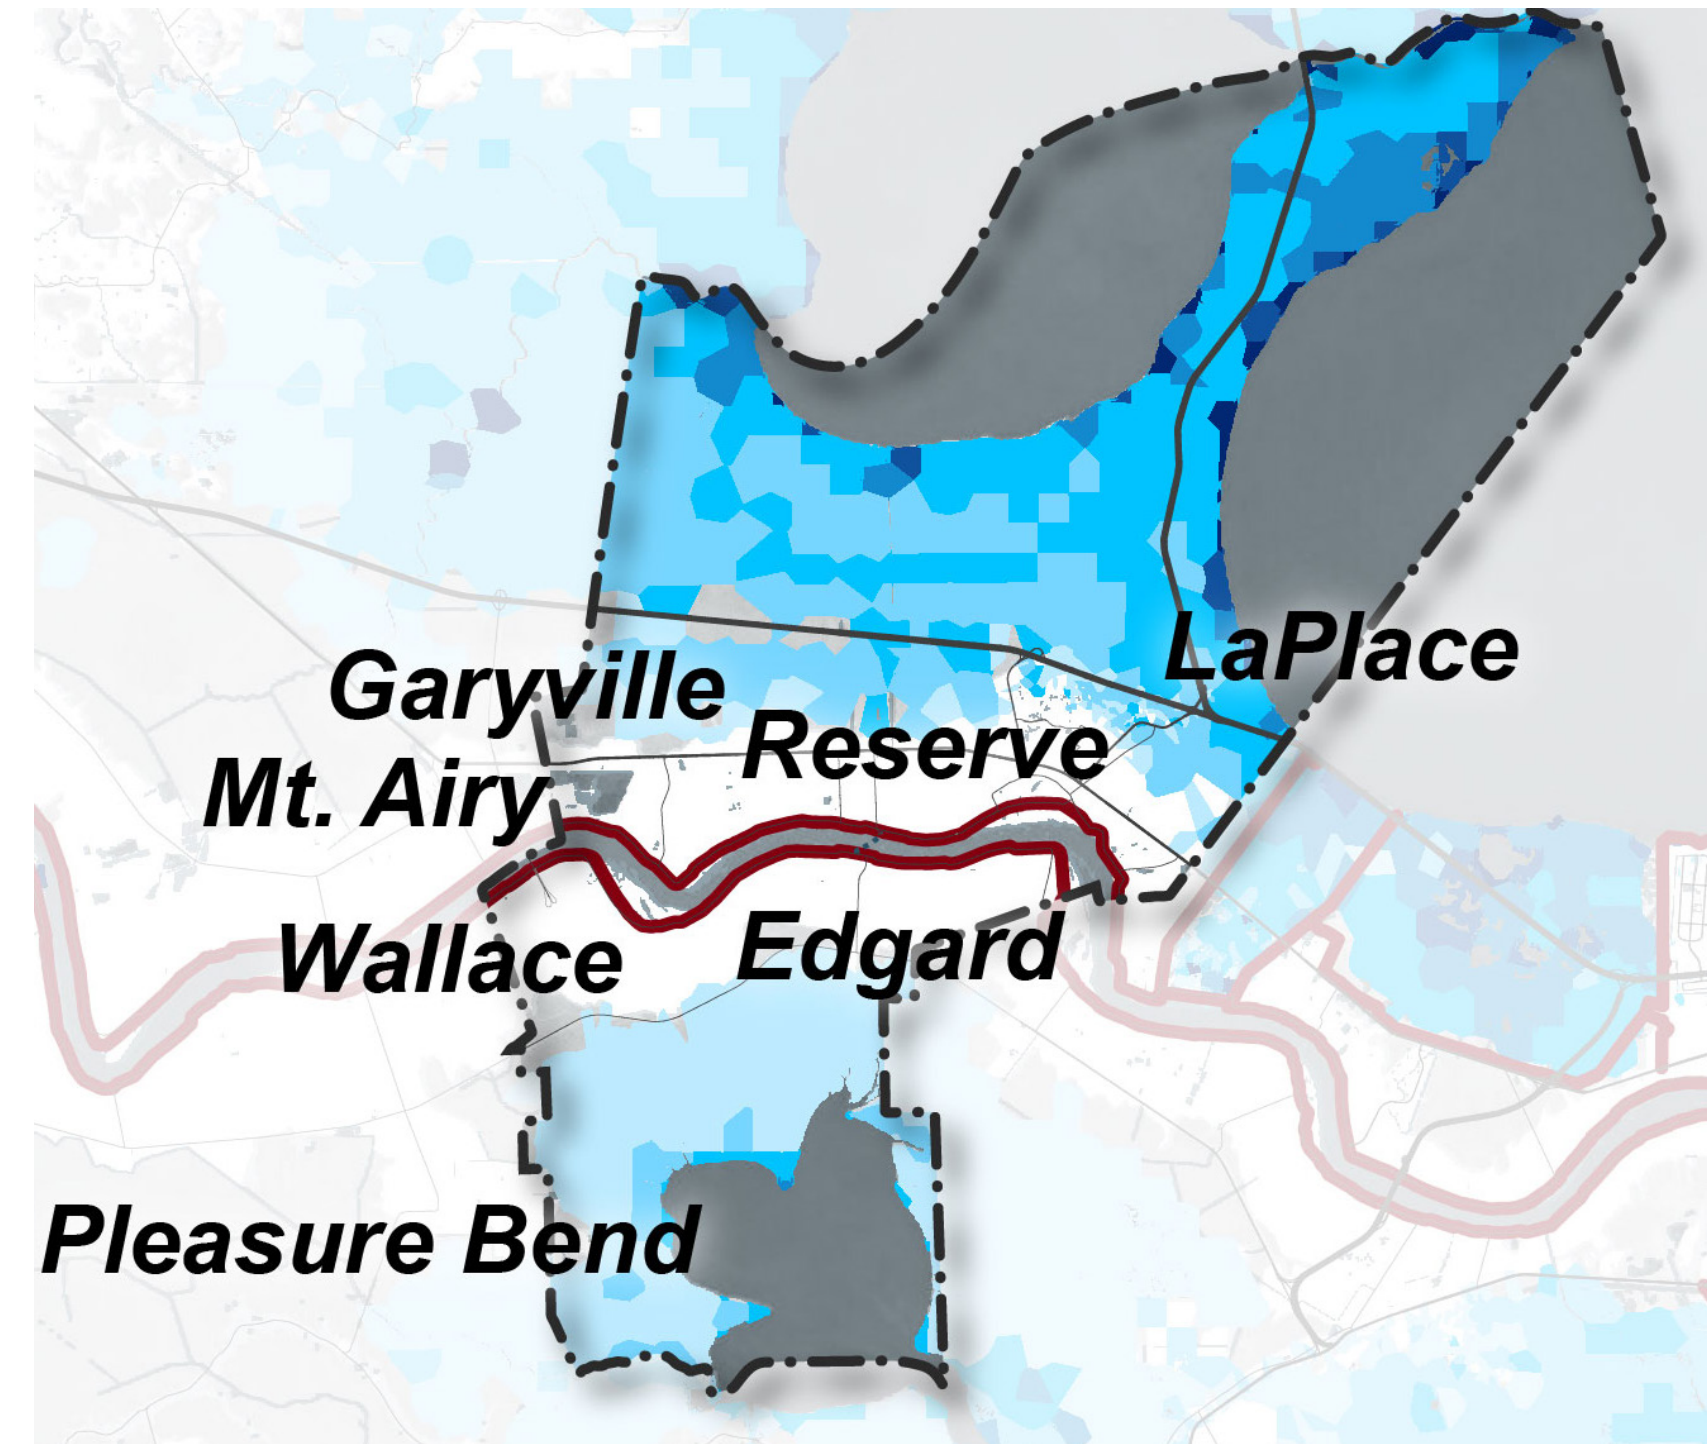 LaPlace
Garyville
Reserve
Mt. Airy
Wallace
Edgard
Pleasure Bend